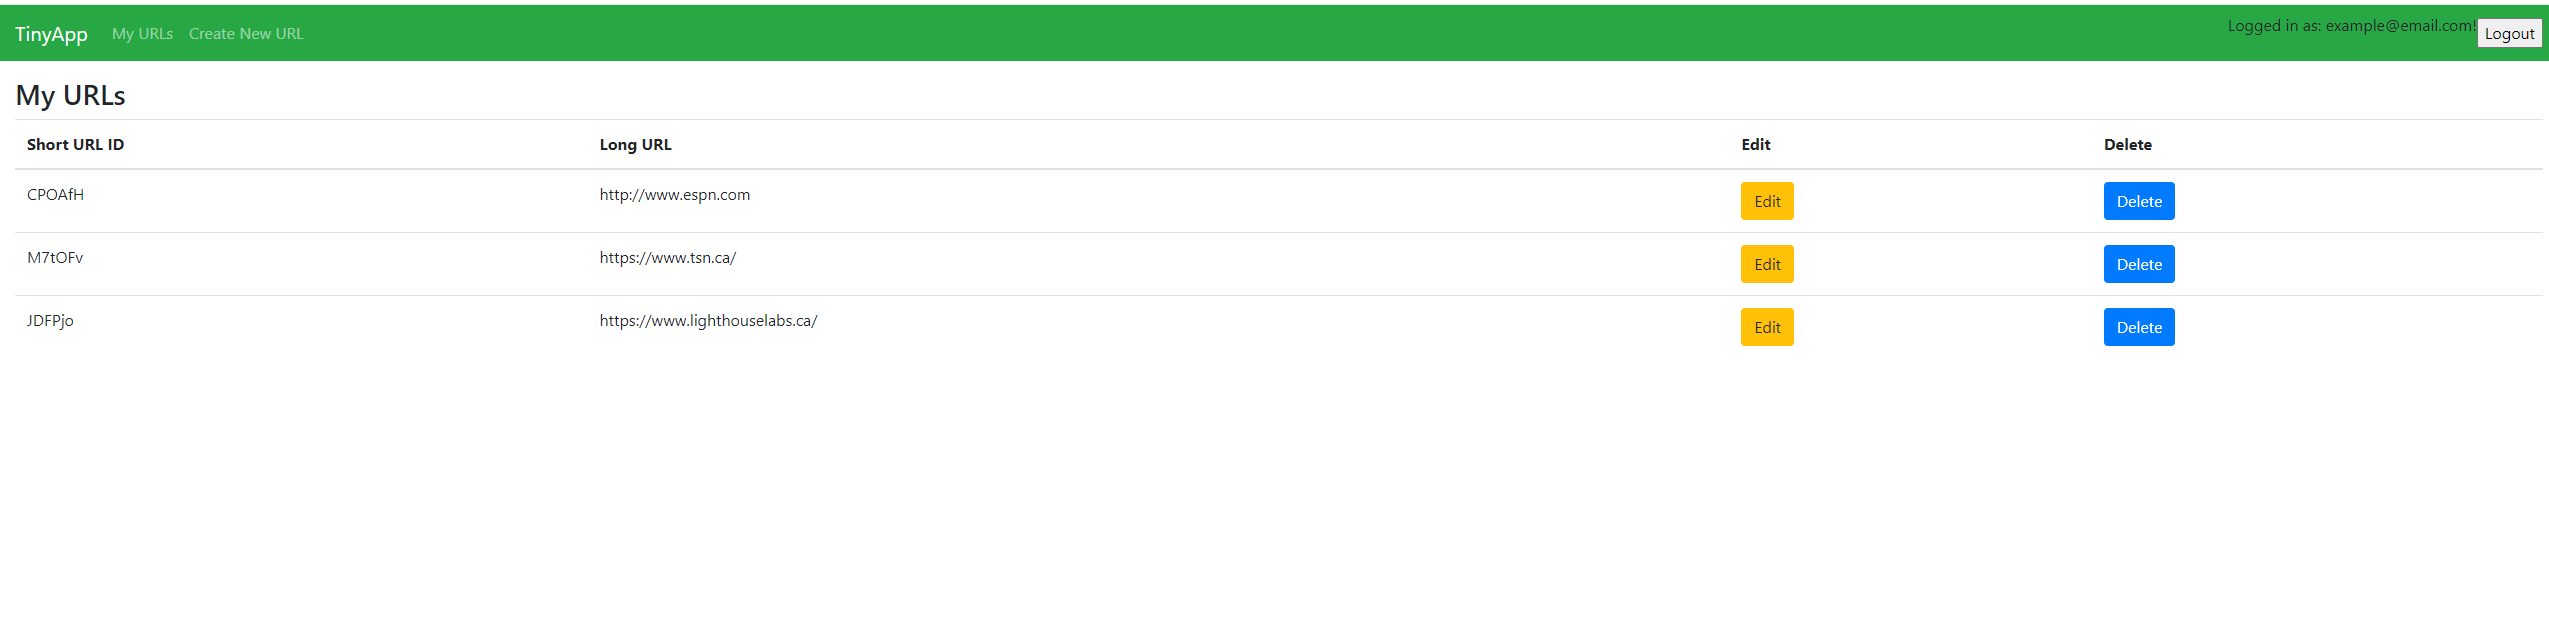 TinyApp My URLs Create New URL Logged in as: example@email.com! Logout
My URLs
Short URL ID Long URL Edit Delete
CPOAfH http://www.espn.com Edit Delete
M7tOFv https://www.tsn.ca/ Edit Delete
JDFPjo https://www.lighthouselabs.ca/ Edit Delete